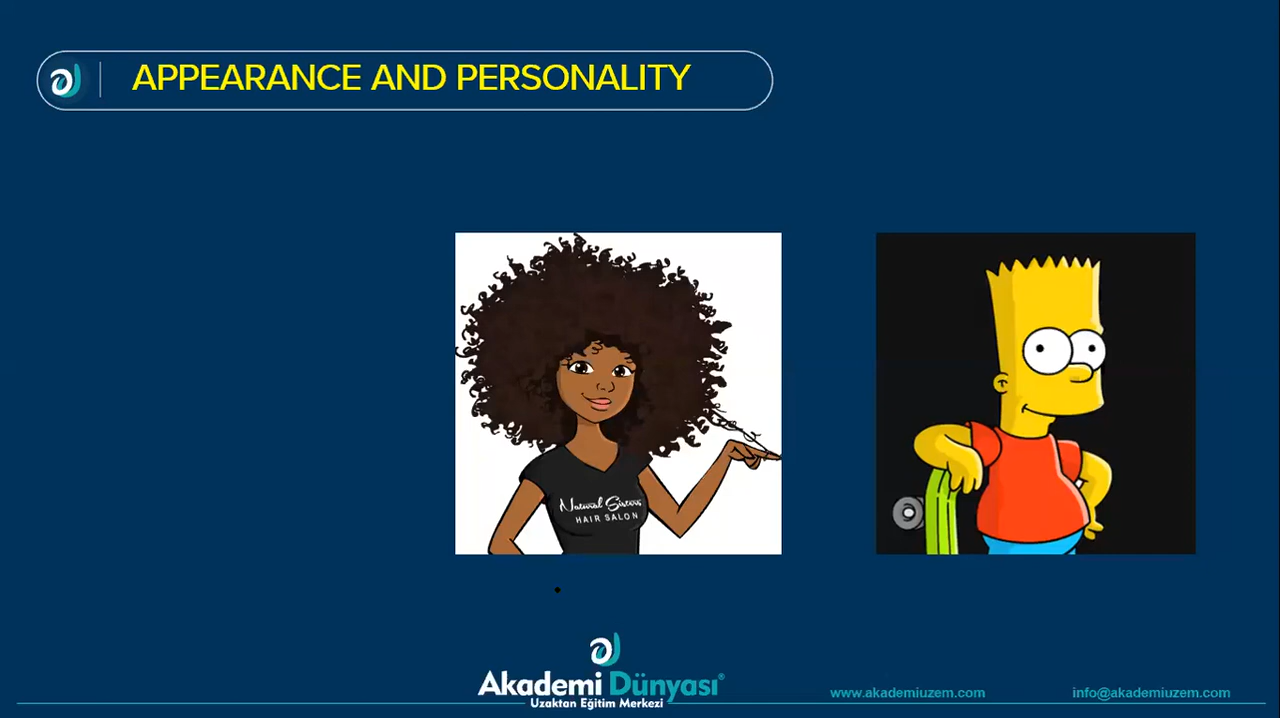 APPEARANCE AND PERSONALITY
Natural Sisters
HAIR SALON
Akademi Dünyası®
Uzaktan Eğitim Merkezi
www.akademiuzem.com
info@akademiuzem.com